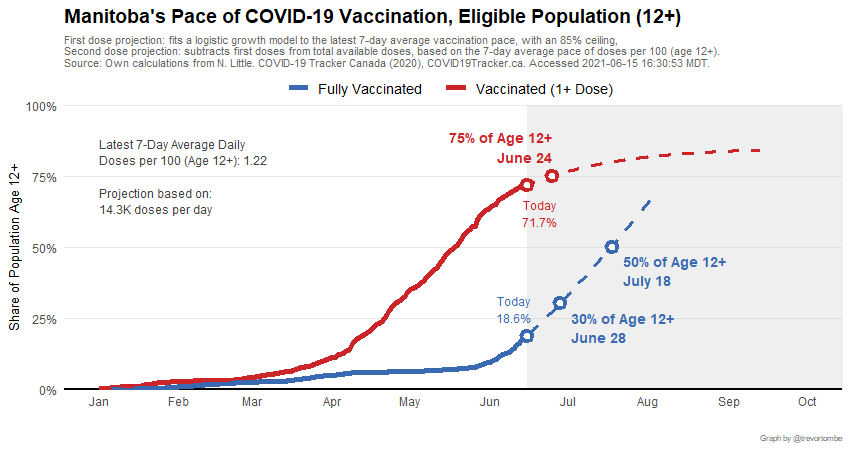 Manitoba's Pace of COVID-19 Vaccination, Eligible Population (12+)
First dose projection: fits a logistic growth model to the latest 7-day average vaccination pace, with an 85% ceiling,
Second dose projection: subtracts first doses from total available doses, based on the 7-day average pace of doses per 100 (age 12+).
Source: Own calculations from N. Little. COVID-19 Tracker Canada (2020), COVID19Tracker.ca. Accessed 2021-06-15 16:30:53 MDT.
Fully Vaccinated
Vaccinated (1+ Dose)
100%
75%
50%
25%
0%
Share of Population Age 12+
Latest 7-Day Average Daily
Doses per 100 (Age 12+): 1.22
Projection based on:
14.3K doses per day
75% of Age 12+
June 24
Today
71.7%
50% of Age 12+
July 18
Today
18.6%
30% of Age 12+
June 28
Jan
Feb
Mar
Apr
May
Jun
Jul
Aug
Sep
Oct
Graph by @trevortombe